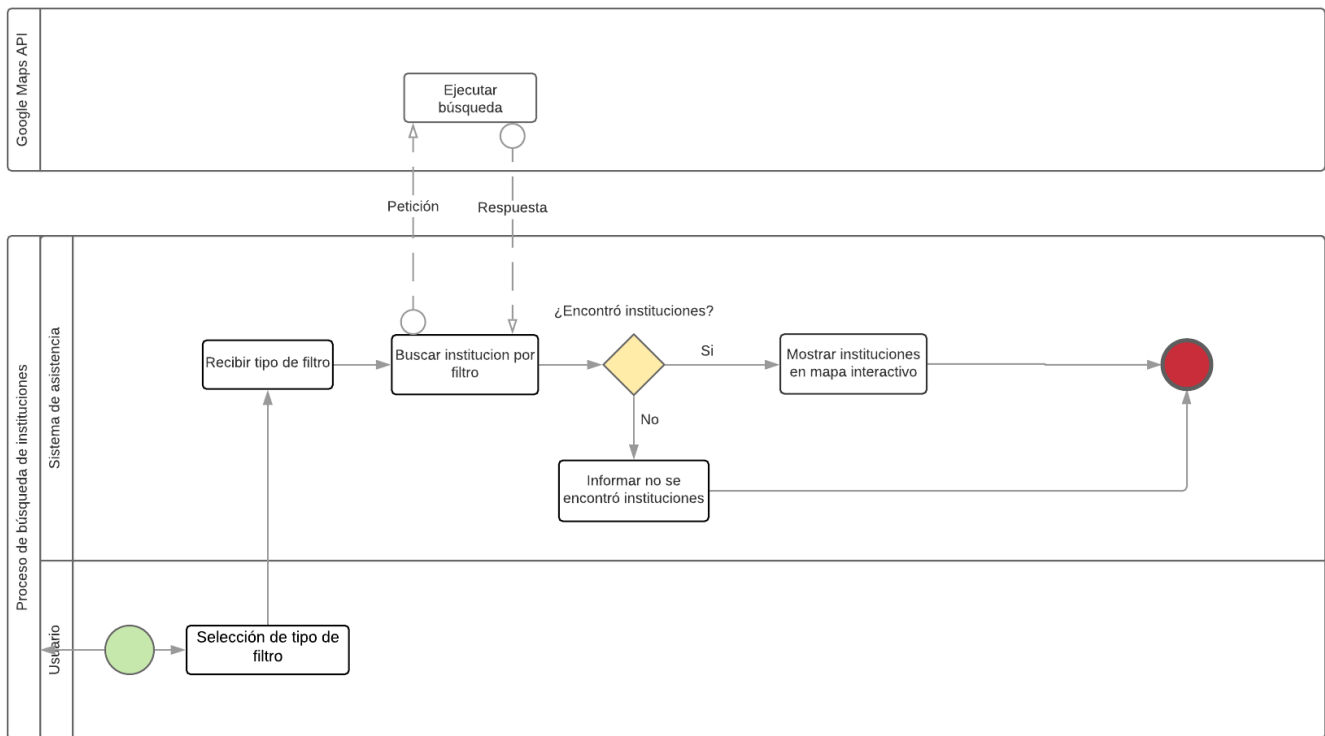 Google Maps API
Ejecutar
búsqueda
Petición
Respuesta
Proceso de búsqueda de instituciones
Sistema de asistencia
¿Encontró instituciones?
Recibir tipo de filtro
Buscar institucion por
filtro
Si
Mostrar instituciones
en mapa interactivo
No
Informar no se
encontró instituciones
Usuario
Selección de tipo de
filtro